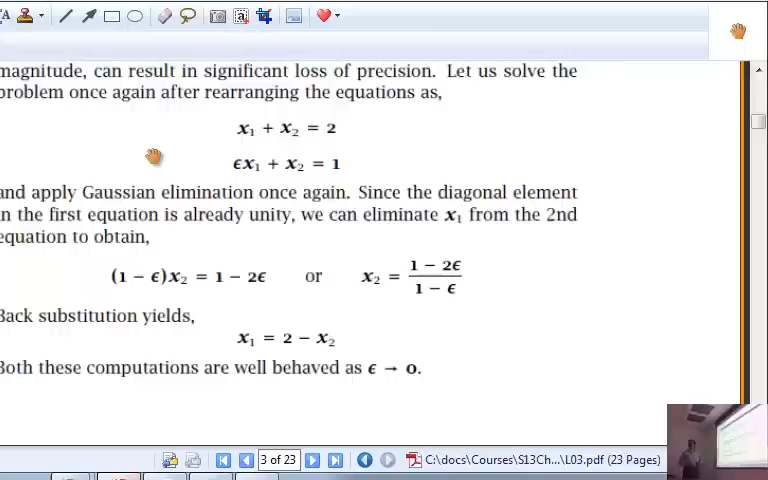 magnitude, can result in significant loss of precision. Let us solve the
problem once again after rearranging the equations as,
x₁ + x₂ = 2
ϵx₁ + x₂ = 1
and apply Gaussian elimination once again. Since the diagonal element
n the first equation is already unity, we can eliminate x₁ from the 2nd
equation to obtain,
(1 − ϵ)x₂ = 1 − 2ϵ or x₂ = (1 − 2ϵ)/(1 − ϵ)
Back substitution yields,
x₁ = 2 − x₂
Both these computations are well behaved as ϵ → 0.
3 of 23 C:\docs\Courses\S13Ch...\L03.pdf (23 Pages)